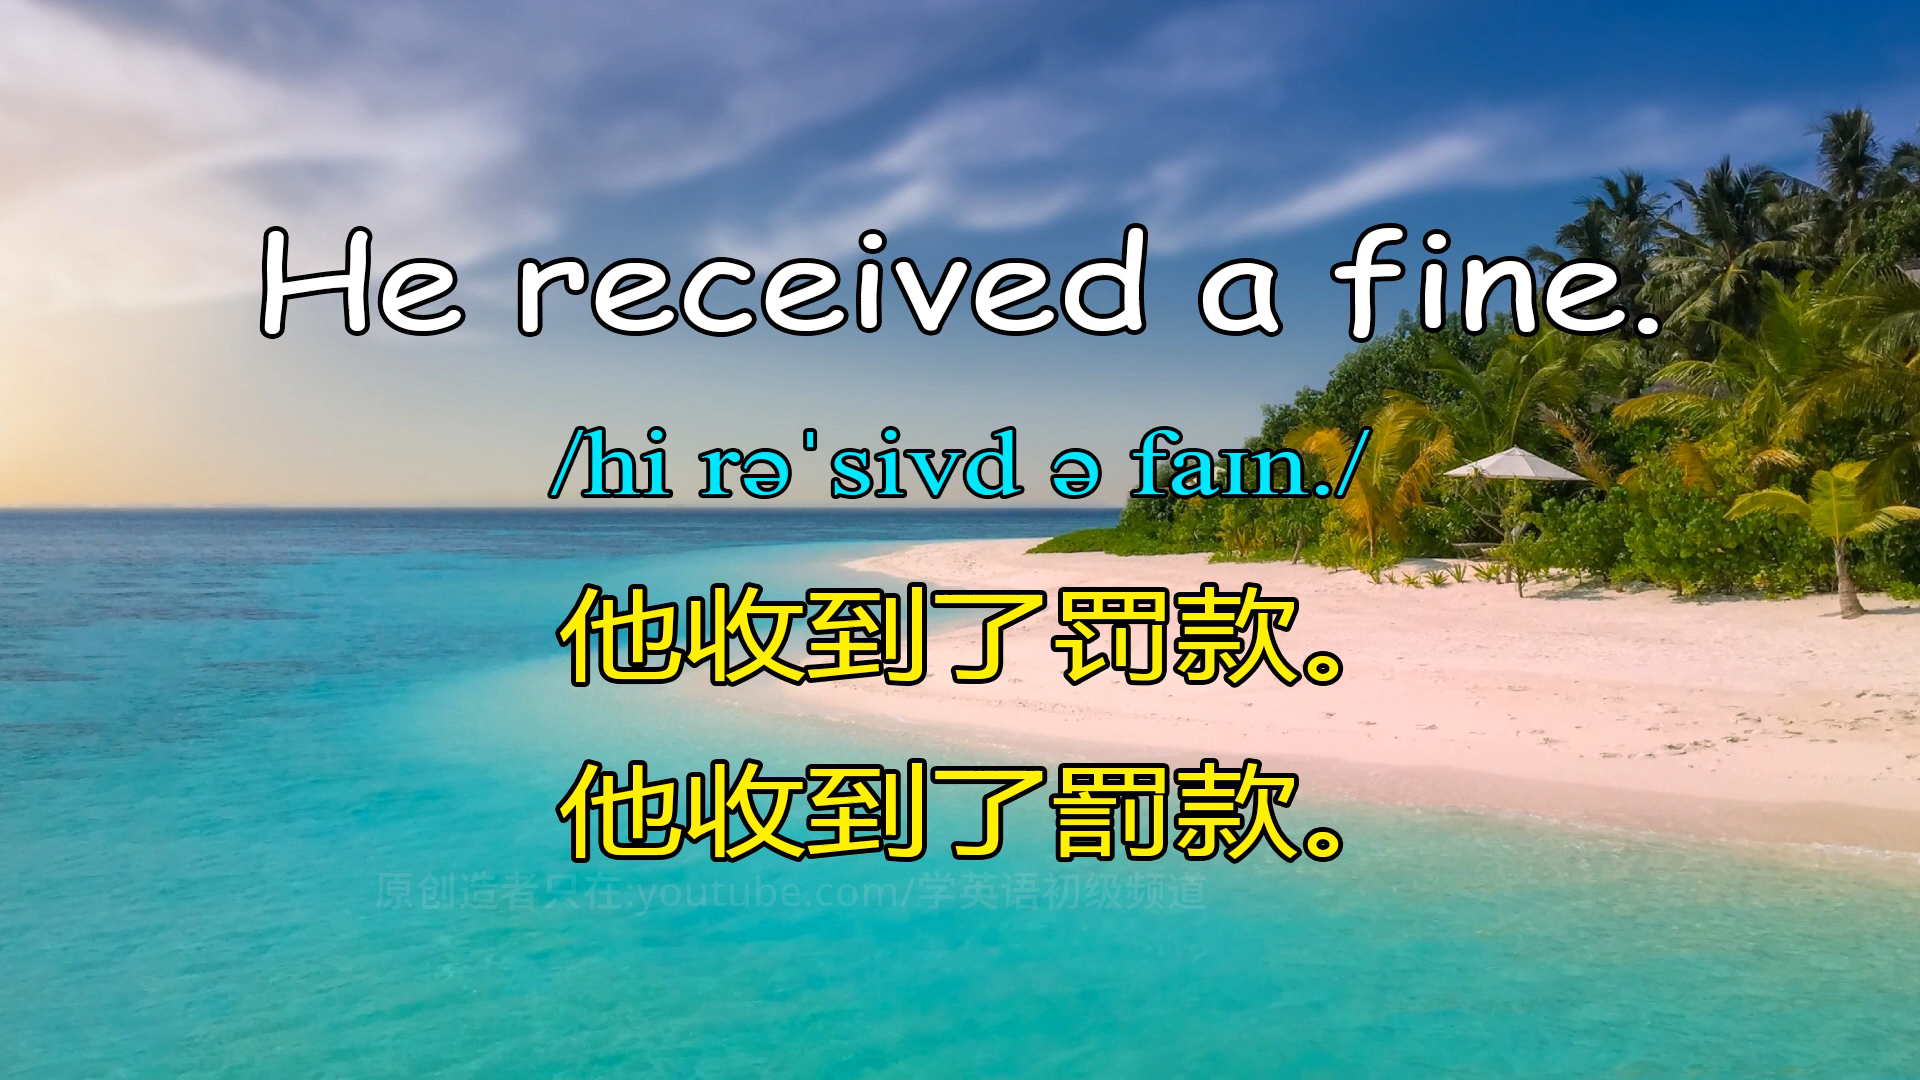 He received a fine.
/hi rəˈsivd ə faɪn./
他收到了罚款。
他收到了罰款。
原创造者只在:youtube.com/学英语初级频道